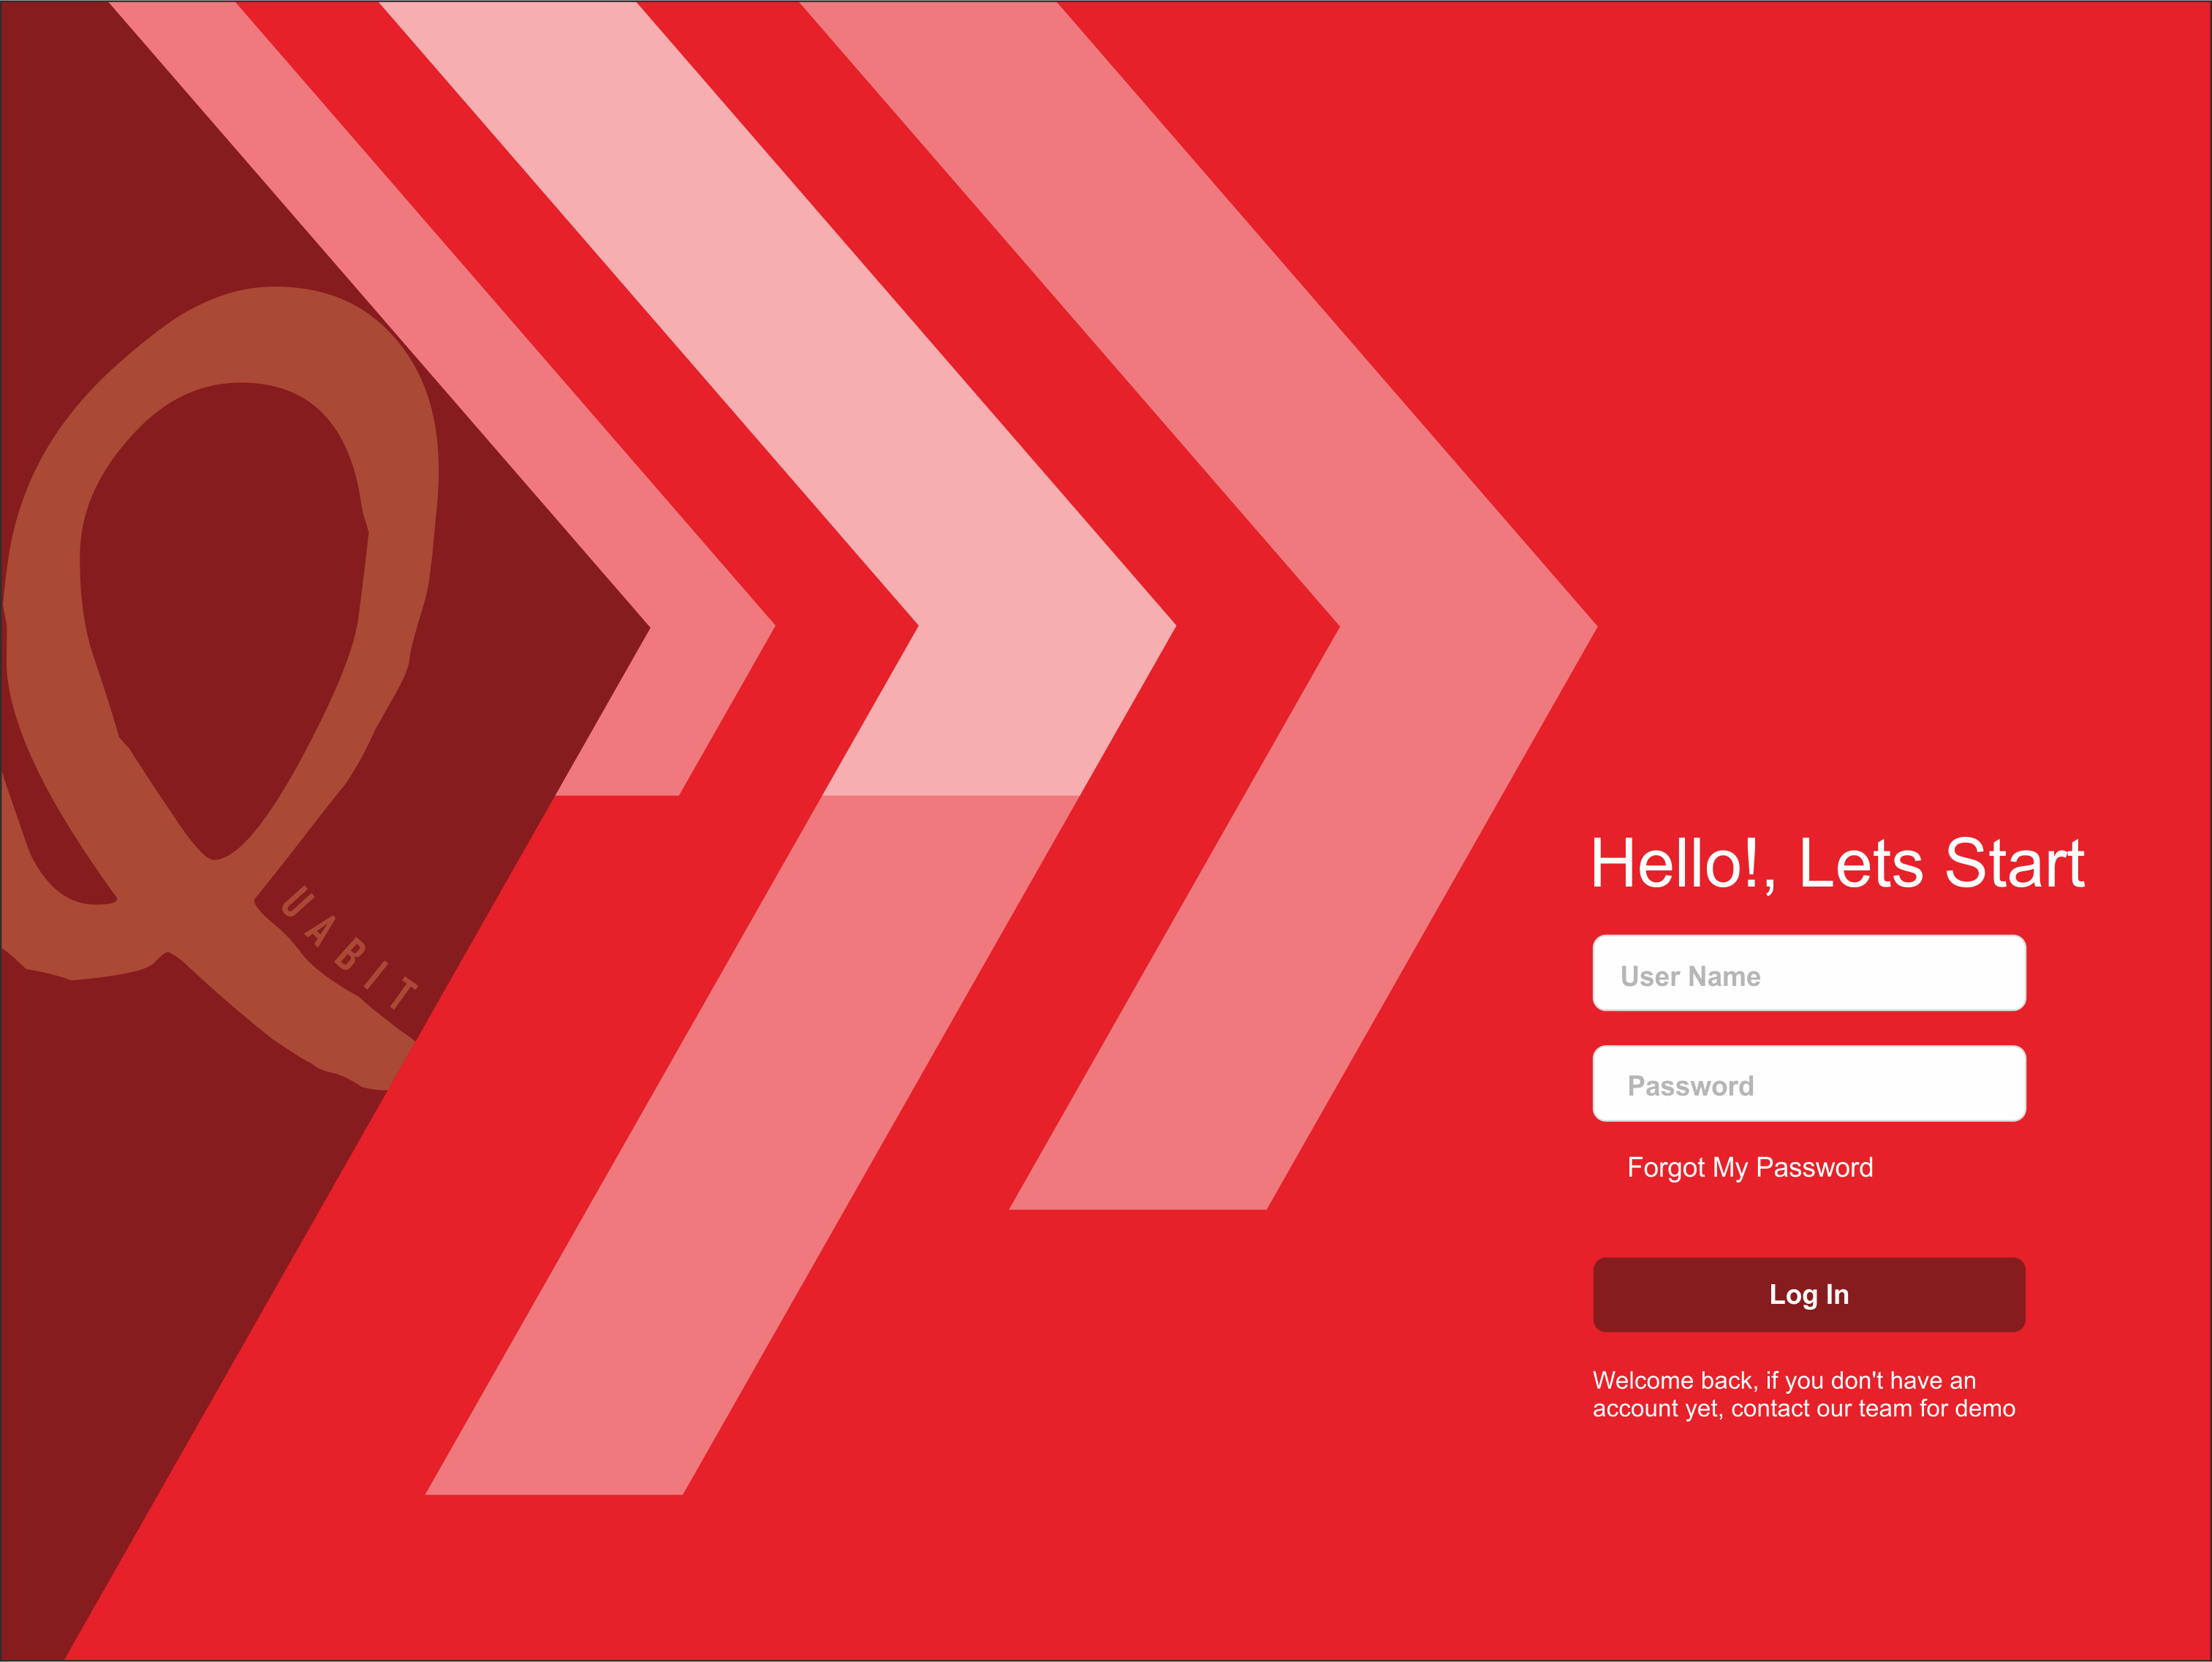 UABIT
Hello!, Lets Start
User Name
Password
Forgot My Password
Log In
Welcome back, if you don't have an
account yet, contact our team for demo